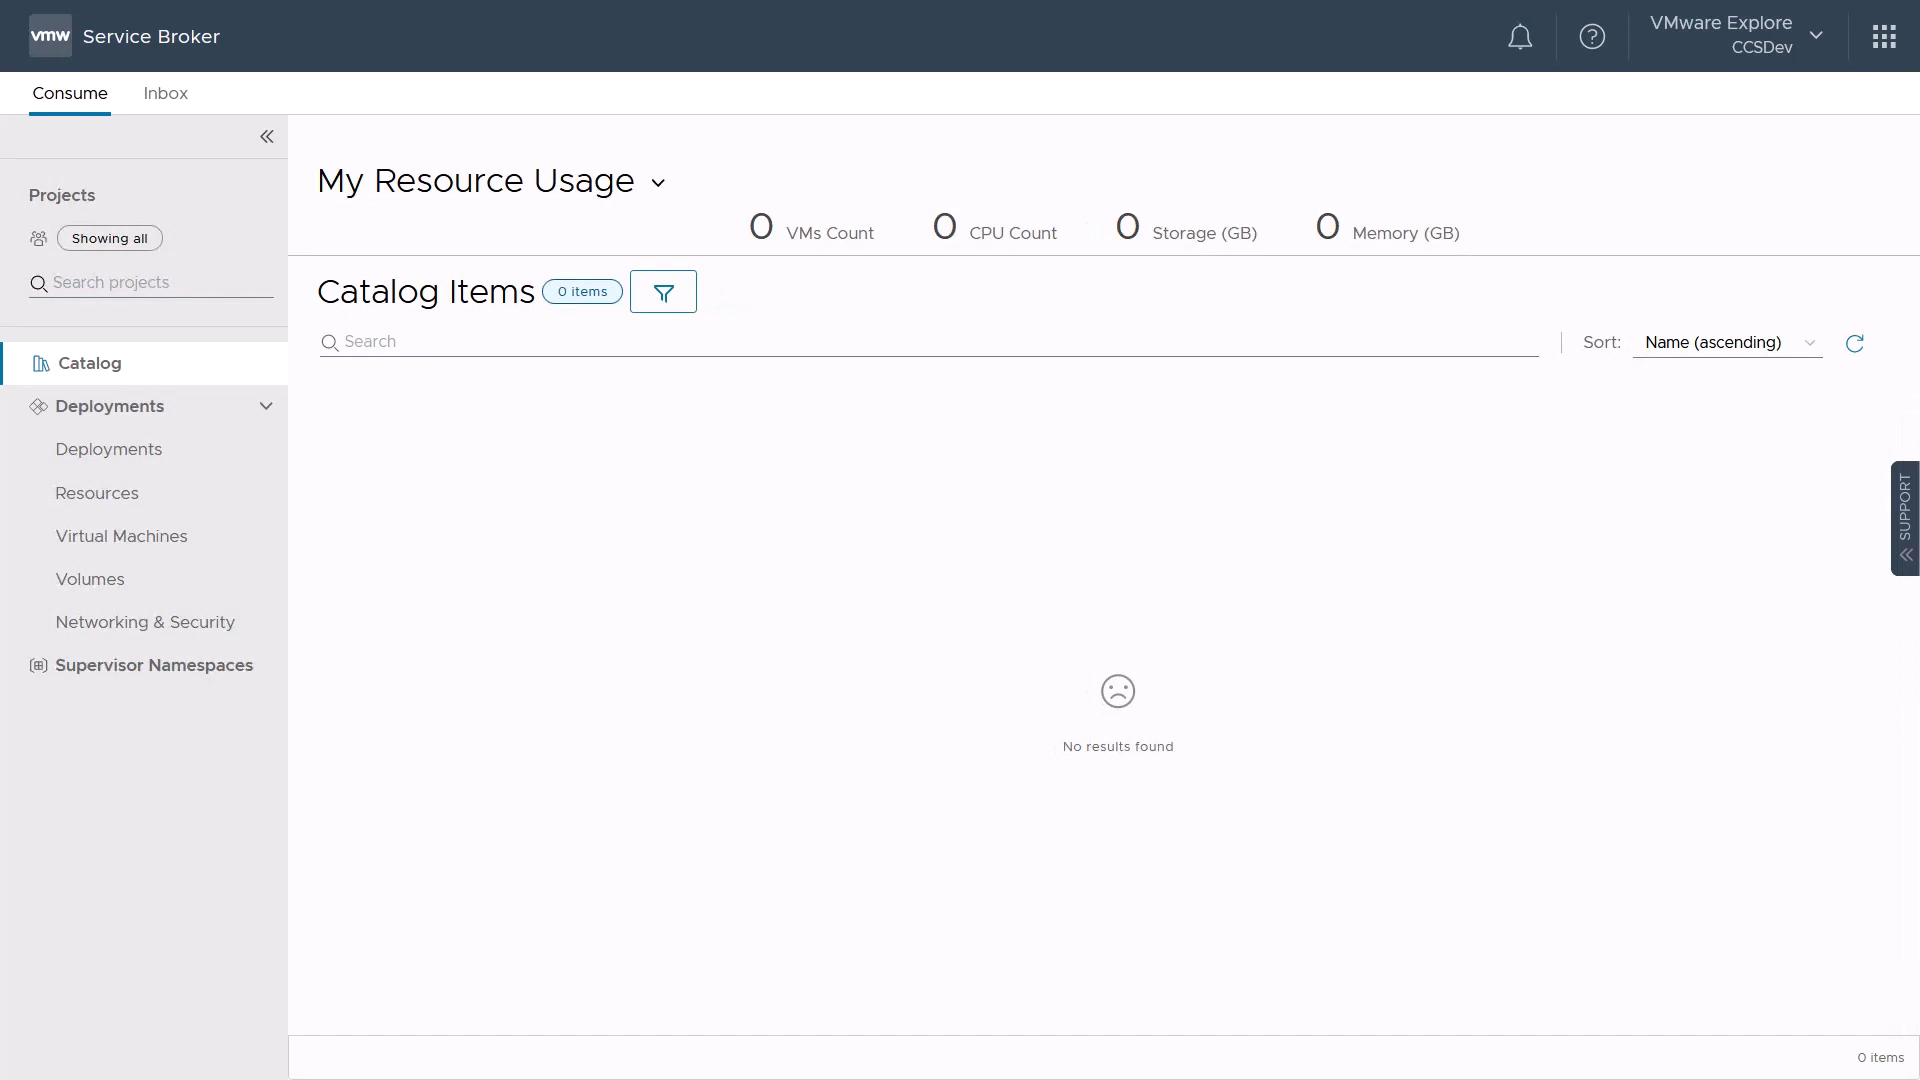 vmw Service Broker
VMware Explore
CCSDev
Consume Inbox
Projects
Showing all
Search projects
Catalog
Deployments
Deployments
Resources
Virtual Machines
Volumes
Networking & Security
Supervisor Namespaces
My Resource Usage
0 VMs Count 0 CPU Count 0 Storage (GB) 0 Memory (GB)
Catalog Items 0 items
Search Sort: Name (ascending)
No results found
SUPPORT
0 items